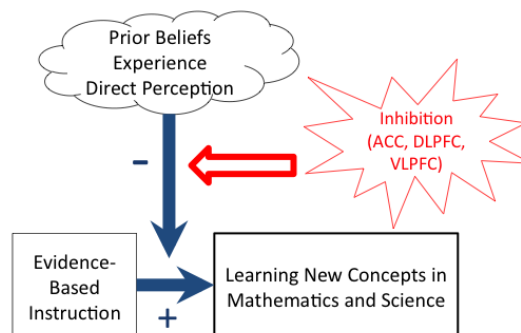 Prior Beliefs
Experience
Direct Perception
Inhibition
(ACC, DLPFC,
VLPFC)
-
Evidence-
Based
Instruction
+
Learning New Concepts in
Mathematics and Science